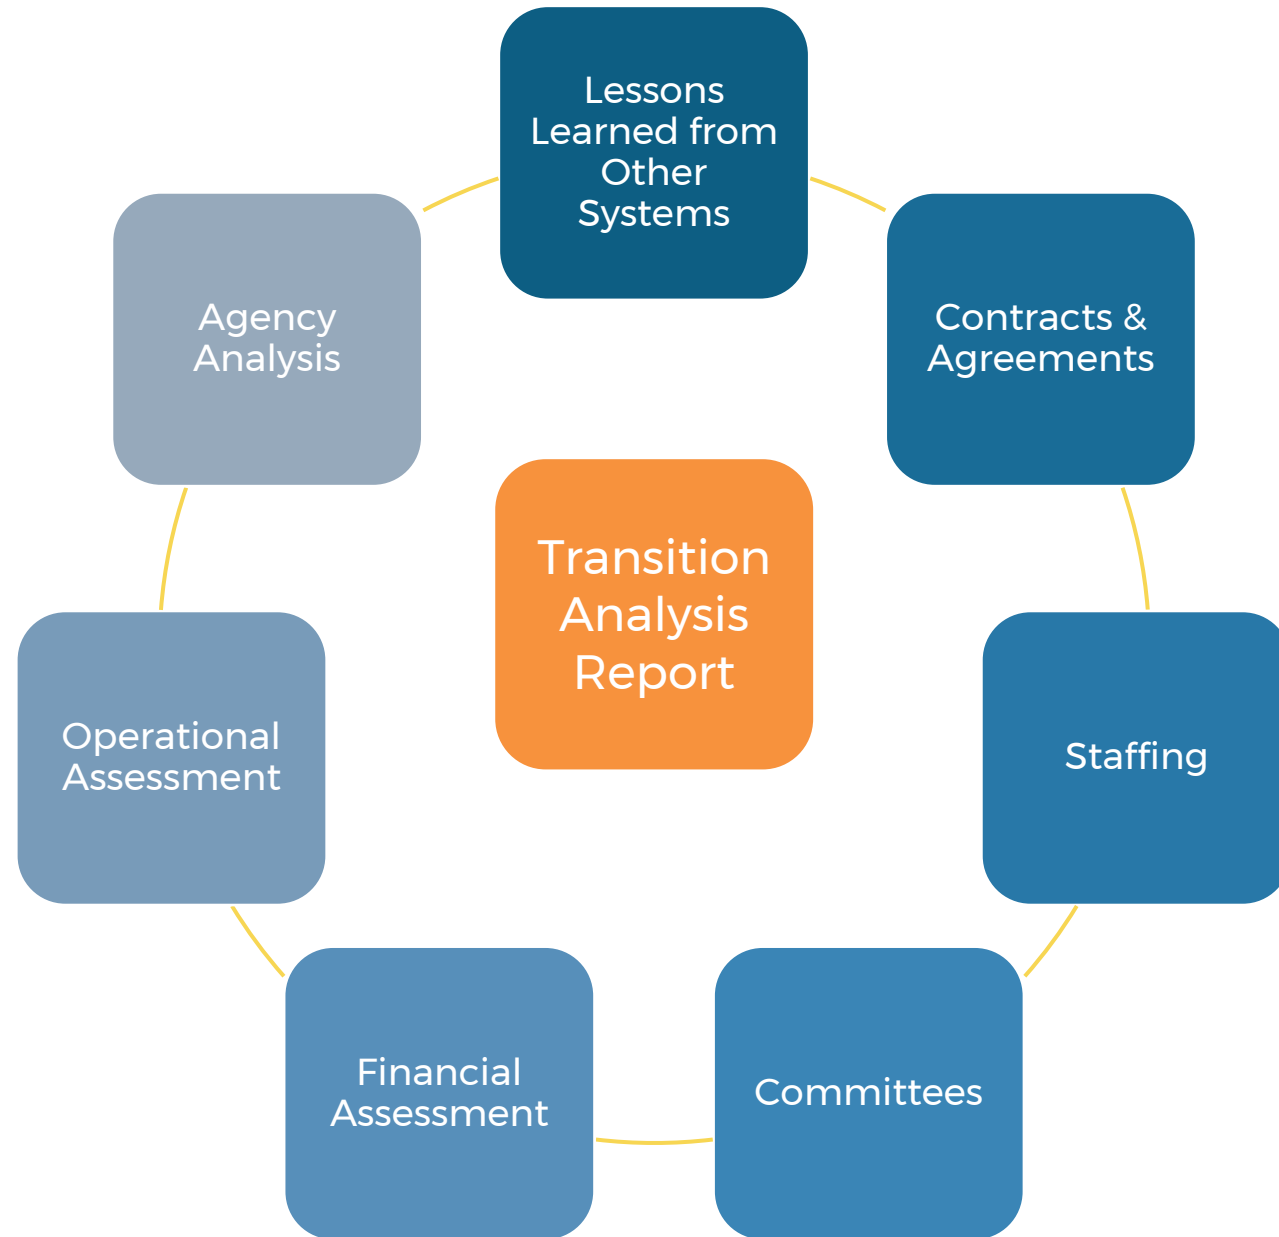 Lessons
Learned from
Other
Systems
Contracts &
Agreements
Staffing
Committees
Financial
Assessment
Operational
Assessment
Agency
Analysis
Transition
Analysis
Report